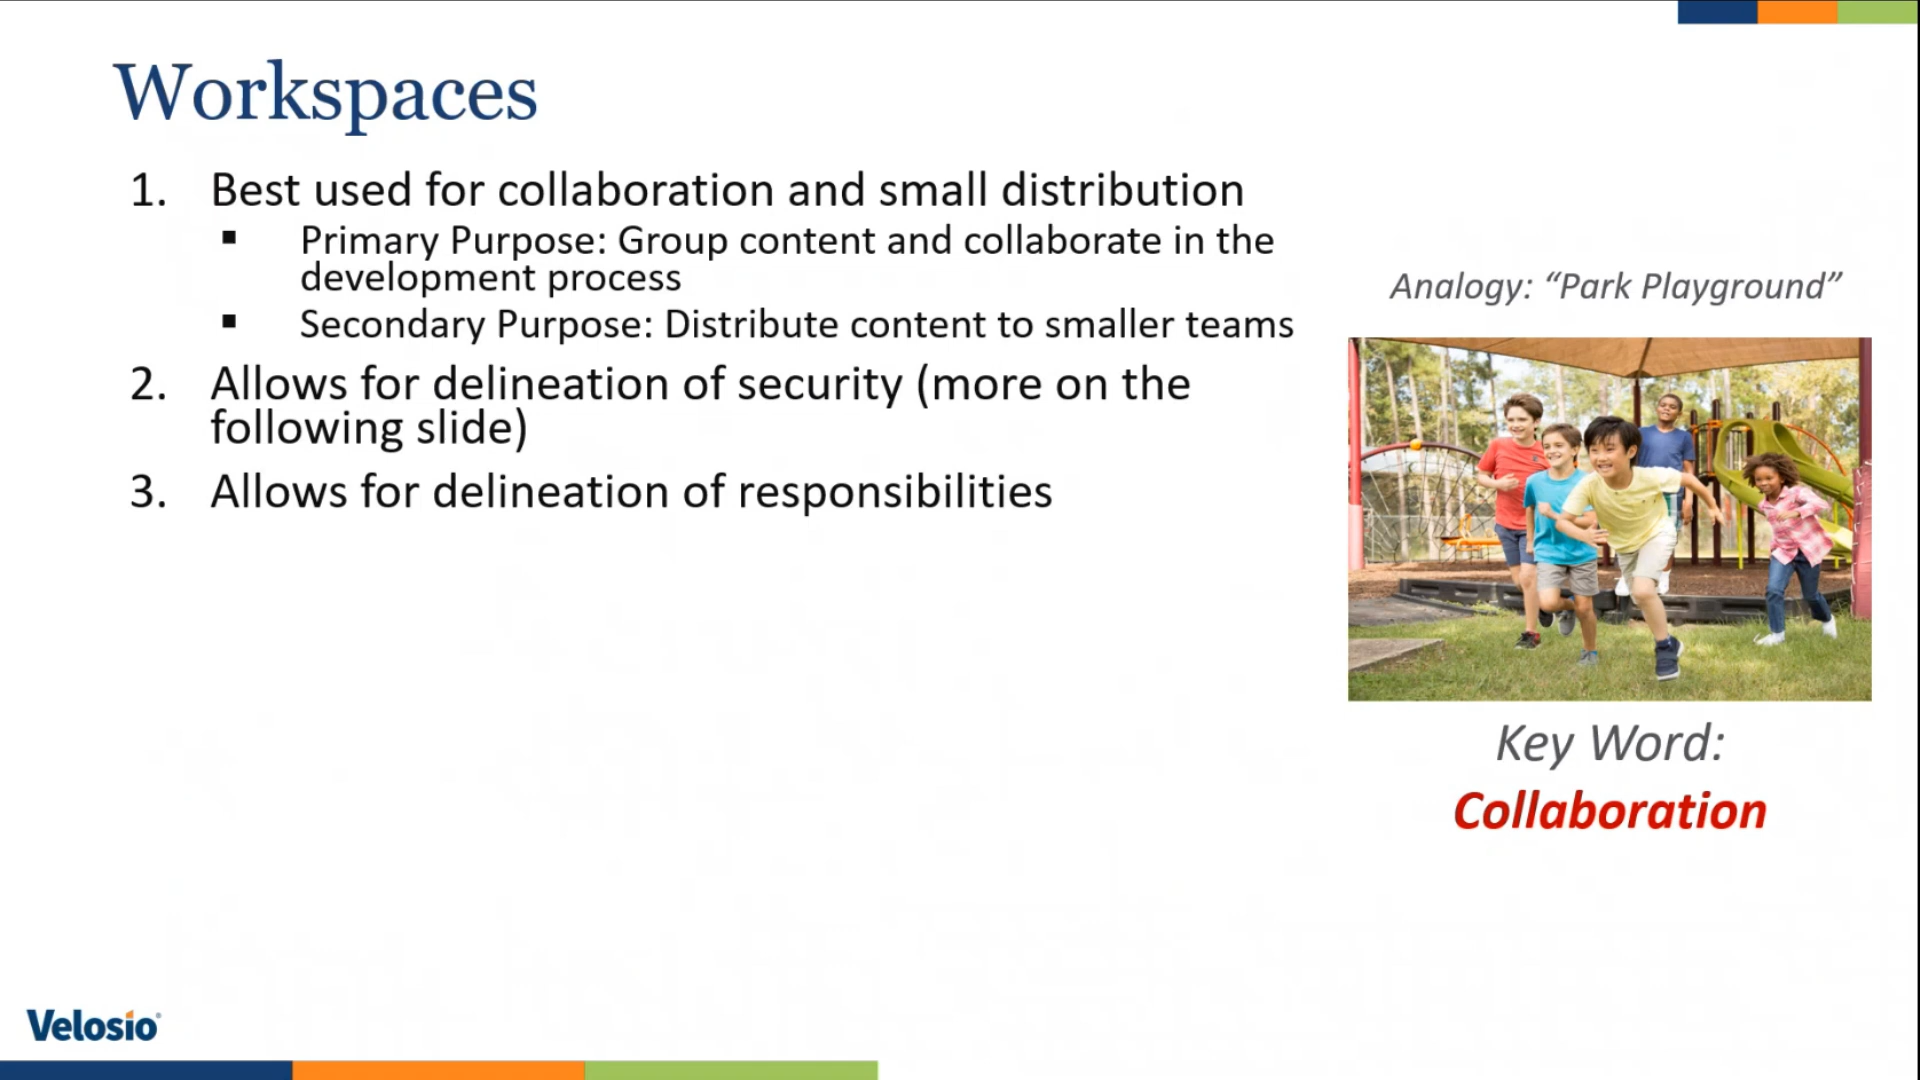 Workspaces
1. Best used for collaboration and small distribution
▪ Primary Purpose: Group content and collaborate in the
development process
▪ Secondary Purpose: Distribute content to smaller teams
2. Allows for delineation of security (more on the
following slide)
3. Allows for delineation of responsibilities
Analogy: “Park Playground”
Key Word:
Collaboration
Velosio